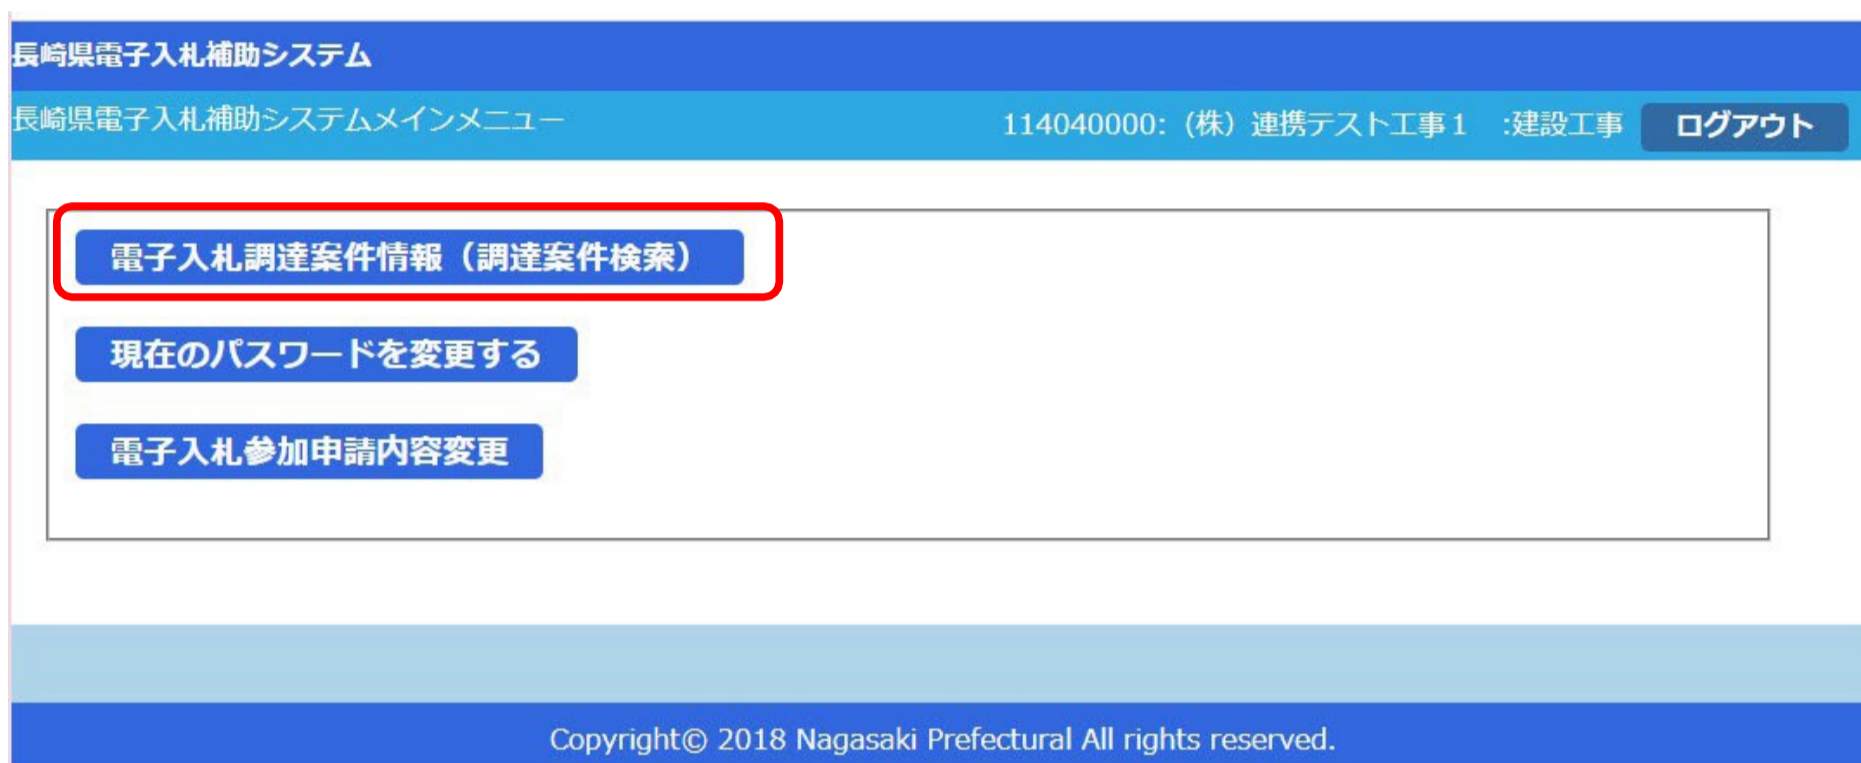 長崎県電子入札補助システム
長崎県電子入札補助システムメインメニュー 114040000:（株）連携テスト工事１ :建設工事 ログアウト
電子入札調達案件情報（調達案件検索）
現在のパスワードを変更する
電子入札参加申請内容変更
Copyright© 2018 Nagasaki Prefectural All rights reserved.